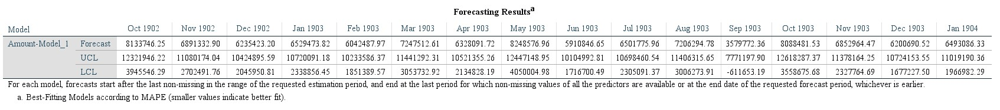 Forecasting Resultsa
Model Oct 1902 Nov 1902 Dec 1902 Jan 1903 Feb 1903 Mar 1903 Apr 1903 May 1903 Jun 1903 Jul 1903 Aug 1903 Sep 1903 Oct 1903 Nov 1903 Dec 1903 Jan 1904
Amount-Model_1 Forecast 8133746.25 6891332.90 6235423.20 6529473.82 6042487.97 7247512.61 6328091.72 8248576.96 5910846.65 6501775.96 7206294.78 3579772.36 8088481.53 6852964.47 6200690.52 6493086.33
UCL 12321946.22 11080174.04 10424895.59 10720091.18 10233586.37 11441292.31 10521355.26 12447148.95 10104992.81 10698460.54 11406315.65 7771197.90 12618287.37 11378164.25 10724153.55 11019190.36
LCL 3945546.29 2702491.76 2045950.81 2338856.45 1851389.57 3053732.92 2134828.19 4050004.98 1716700.49 2305091.37 3006273.91 -611653.19 3558675.68 2327764.69 1677227.50 1966982.29
For each model, forecasts start after the last non-missing in the range of the requested estimation period, and end at the last period for which non-missing values of all the predictors are available or at the end date of the requested forecast period, whichever is earlier.
a. Best-Fitting Models according to MAPE (smaller values indicate better fit).